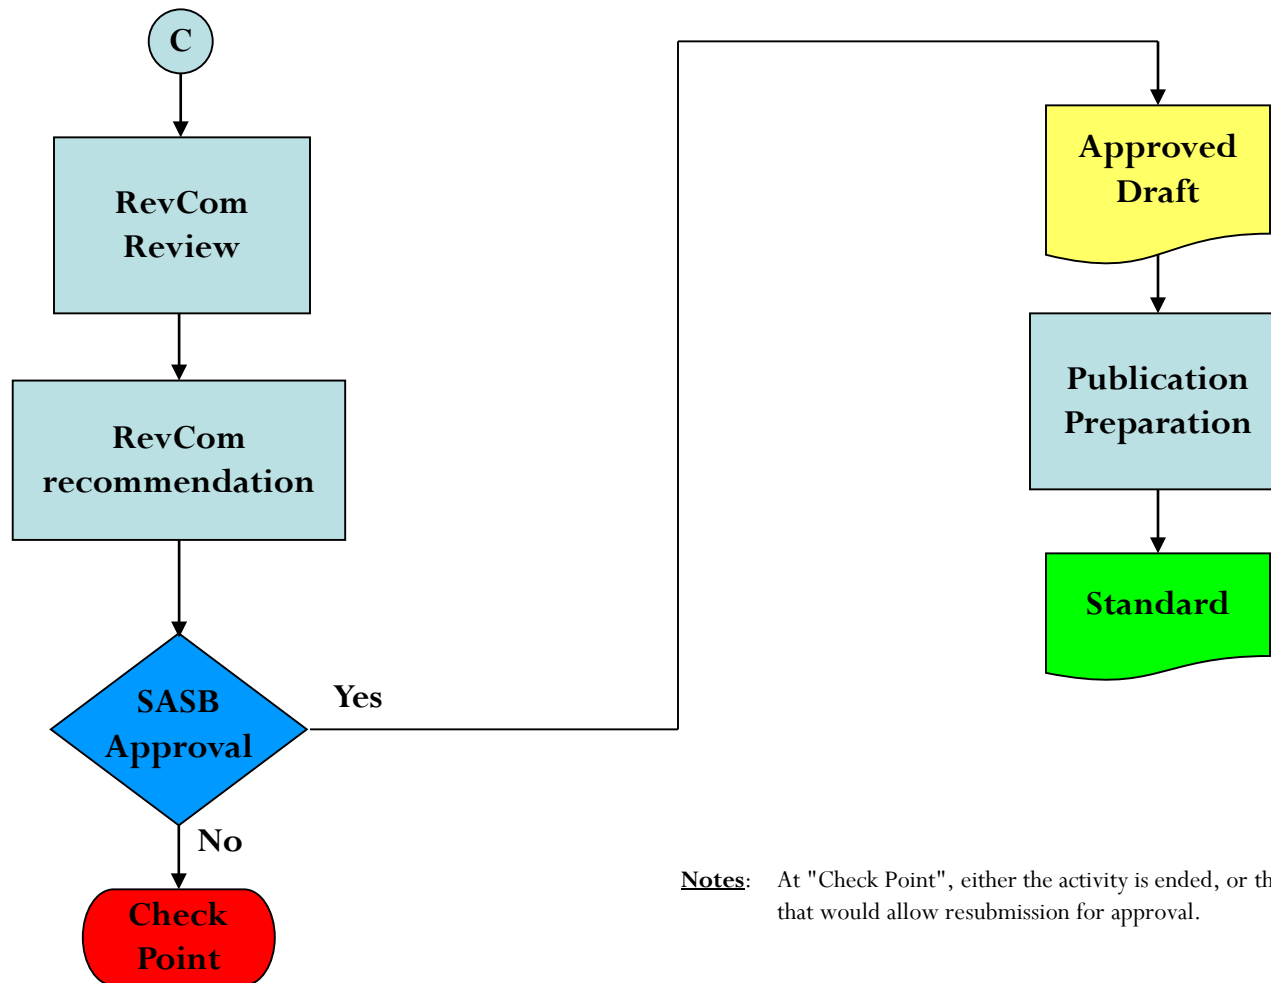 C
RevCom
Review
RevCom
recommendation
SASB
Approval
Yes
No
Check
Point
Approved
Draft
Publication
Preparation
Standard
Notes: At "Check Point", either the activity is ended, or
that would allow resubmission for approval.